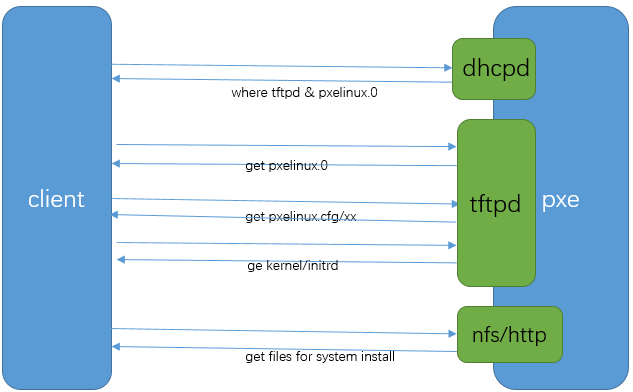 dhcpd
where tftpd & pxelinux.0
get pxelinux.0
client
tftpd
pxe
get pxelinux.cfg/xx
ge kernel/initrd
nfs/http
get files for system install